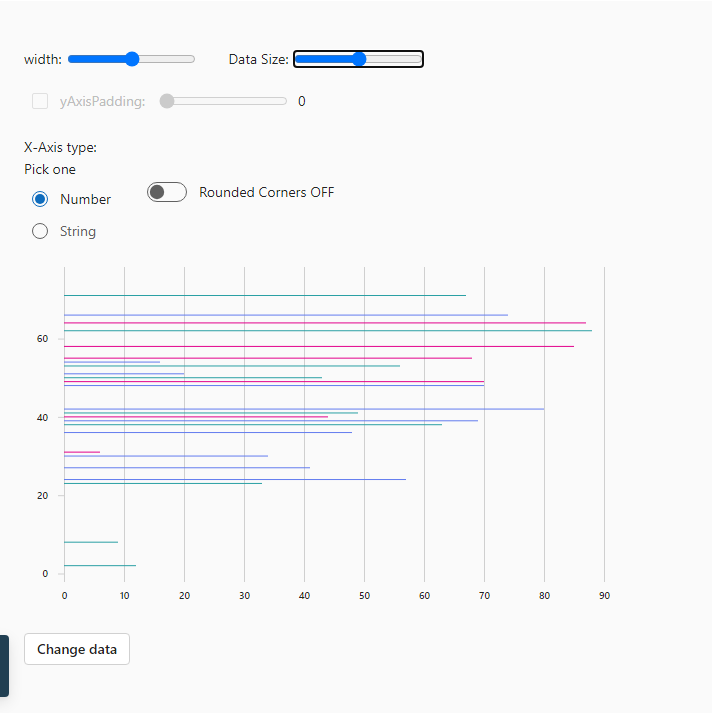 width: Data Size:
yAxisPadding: 0
X-Axis type:
Pick one
Number
Rounded Corners OFF
String
60
40
20
0
0 10 20 30 40 50 60 70 80 90
Change data